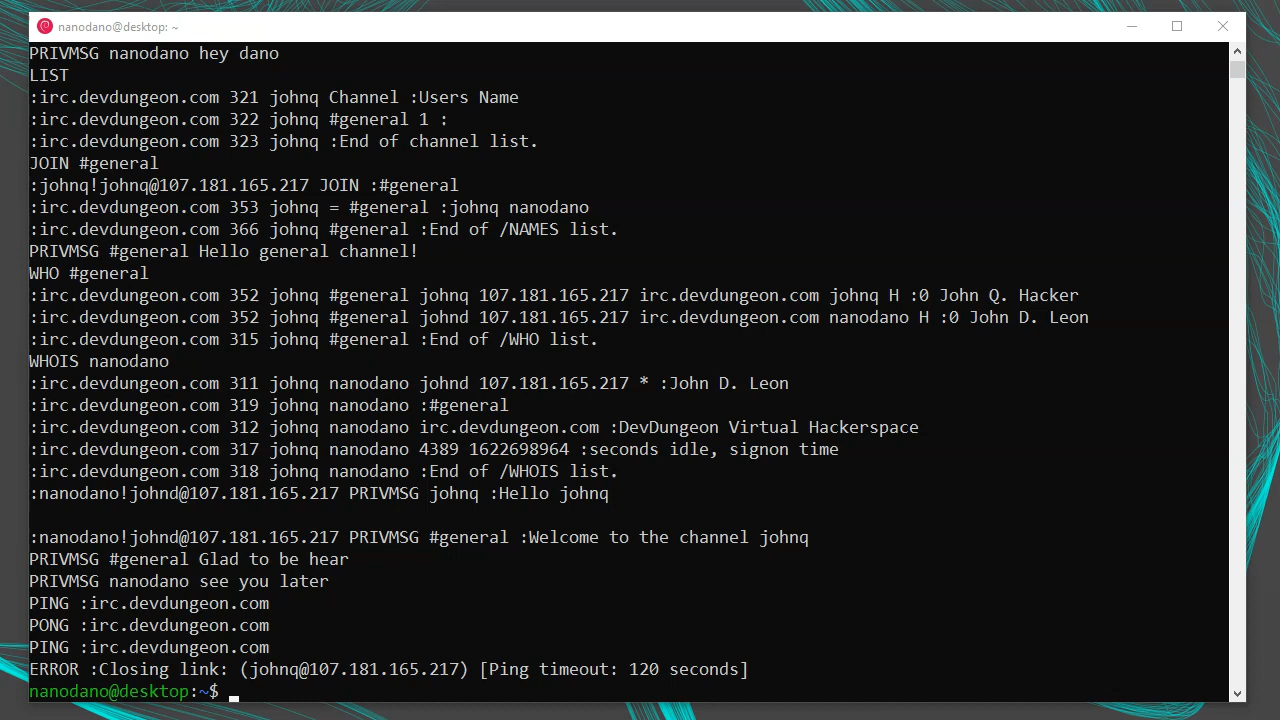 nanodano@desktop: ~
PRIVMSG nanodano hey dano
LIST
:irc.devdungeon.com 321 johnq Channel :Users Name
:irc.devdungeon.com 322 johnq #general 1 :
:irc.devdungeon.com 323 johnq :End of channel list.
JOIN #general
:johnq!johnq@107.181.165.217 JOIN :#general
:irc.devdungeon.com 353 johnq = #general :johnq nanodano
:irc.devdungeon.com 366 johnq #general :End of /NAMES list.
PRIVMSG #general Hello general channel!
WHO #general
:irc.devdungeon.com 352 johnq #general johnq 107.181.165.217 irc.devdungeon.com johnq H :0 John Q. Hacker
:irc.devdungeon.com 352 johnq #general johnd 107.181.165.217 irc.devdungeon.com nanodano H :0 John D. Leon
:irc.devdungeon.com 315 johnq #general :End of /WHO list.
WHOIS nanodano
:irc.devdungeon.com 311 johnq nanodano johnd 107.181.165.217 * :John D. Leon
:irc.devdungeon.com 319 johnq nanodano :#general
:irc.devdungeon.com 312 johnq nanodano irc.devdungeon.com :DevDungeon Virtual Hackerspace
:irc.devdungeon.com 317 johnq nanodano 4389 1622698964 :seconds idle, signon time
:irc.devdungeon.com 318 johnq nanodano :End of /WHOIS list.
:nanodano!johnd@107.181.165.217 PRIVMSG johnq :Hello johnq
:nanodano!johnd@107.181.165.217 PRIVMSG #general :Welcome to the channel johnq
PRIVMSG #general Glad to be hear
PRIVMSG nanodano see you later
PING :irc.devdungeon.com
PONG :irc.devdungeon.com
PING :irc.devdungeon.com
ERROR :Closing link: (johnq@107.181.165.217) [Ping timeout: 120 seconds]
nanodano@desktop:~$